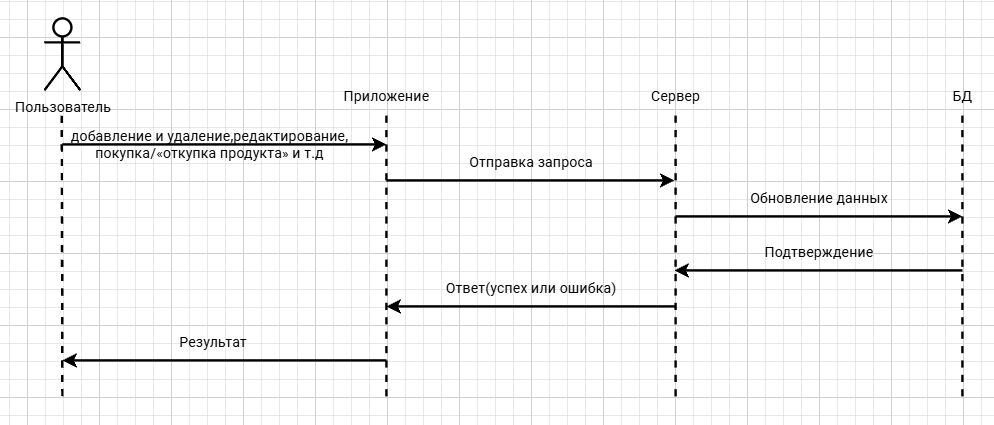 Пользователь
Приложение
Сервер
БД
добавление и удаление,редактирование,
покупка/«откупка продукта» и т.д
Отправка запроса
Обновление данных
Подтверждение
Ответ(успех или ошибка)
Результат